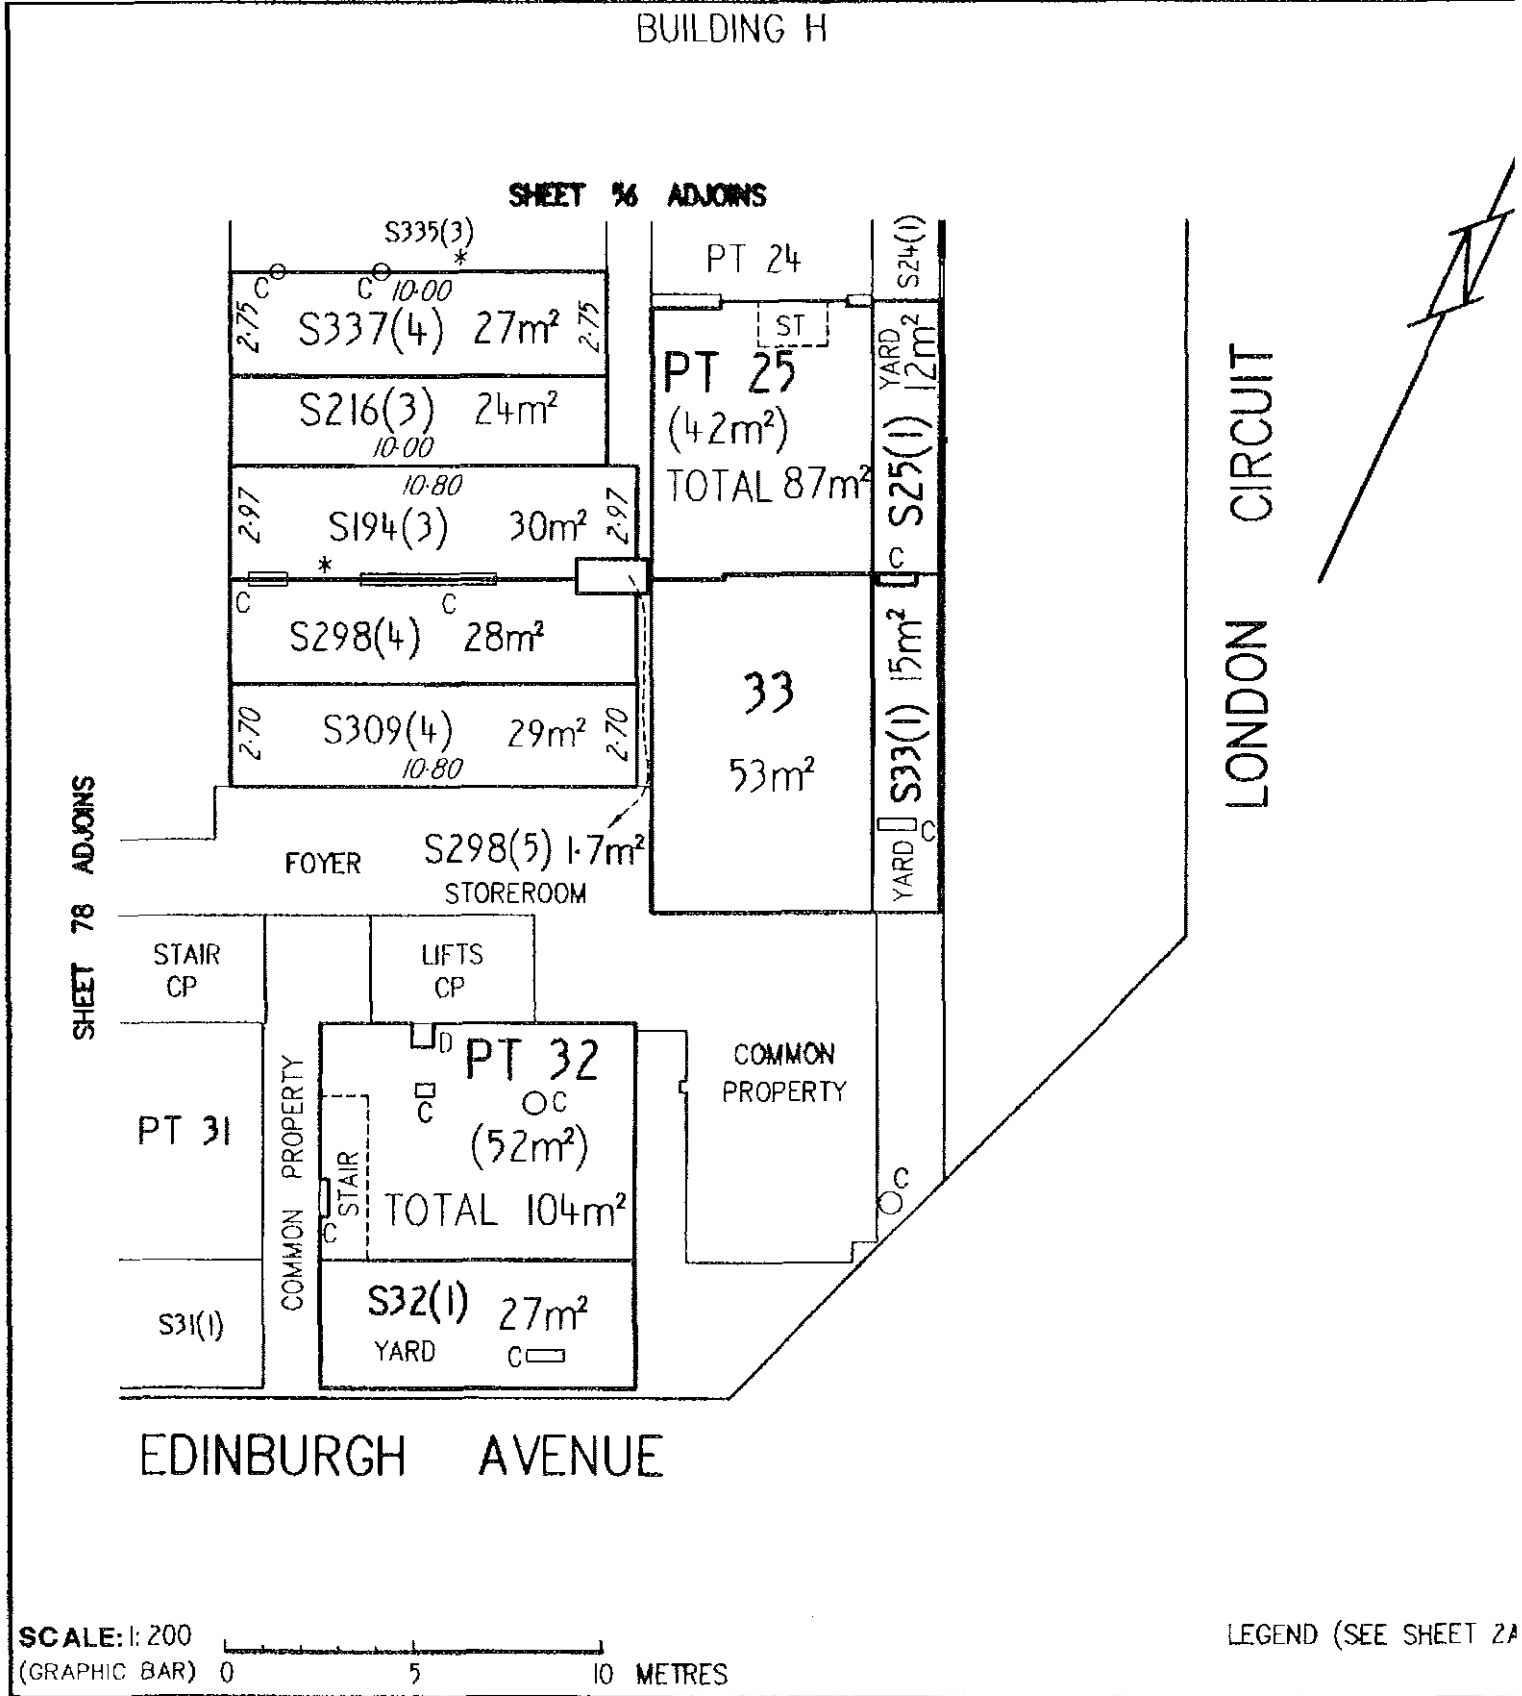 BUILDING H
SHEET 56 ADJOINS
S335(3)
*
PT 24
S24(1)
C
C
10·00
2·75
S337(4) 27m²
2·75
ST
YARD
12m²
S25(1)
PT 25
(42m²)
TOTAL 87m²
S216(3) 24m²
10·00
10·80
2·97
S194(3) 30m²
2·97
*
C
C
C
S298(4) 28m²
33
53m²
S33(1) 15m²
YARD
C
2·70
S309(4) 29m²
2·70
10·80
LONDON CIRCUIT
SHEET 78 ADJOINS
FOYER
S298(5) 1·7m²
STOREROOM
STAIR
CP
LIFTS
CP
COMMON PROPERTY
D
PT 32
C
C
(52m²)
TOTAL 104m²
STAIR
C
PT 31
COMMON
PROPERTY
C
S31(1)
S32(1) 27m²
YARD
C
EDINBURGH AVENUE
SCALE: 1: 200
(GRAPHIC BAR)
0 5 10 METRES
LEGEND (SEE SHEET 2A